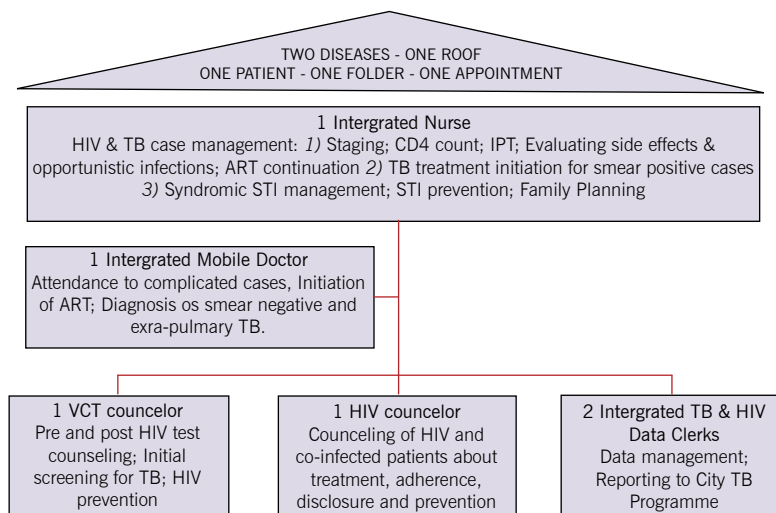 TWO DISEASES - ONE ROOF
ONE PATIENT - ONE FOLDER - ONE APPOINTMENT
1 Intergrated Nurse
HIV & TB case management: 1) Staging; CD4 count; IPT; Evaluating side effects &
opportunistic infections; ART continuation 2) TB treatment initiation for smear positive cases
3) Syndromic STI management; STI prevention; Family Planning
1 Intergrated Mobile Doctor
Attendance to complicated cases, Initiation
of ART; Diagnosis os smear negative and
exra-pulmary TB.
1 VCT councelor
Pre and post HIV test
counseling; Initial
screening for TB; HIV
prevention
1 HIV councelor
Counceling of HIV and
co-infected patients about
treatment, adherence,
disclosure and prevention
2 Intergrated TB & HIV
Data Clerks
Data management;
Reporting to City TB
Programme